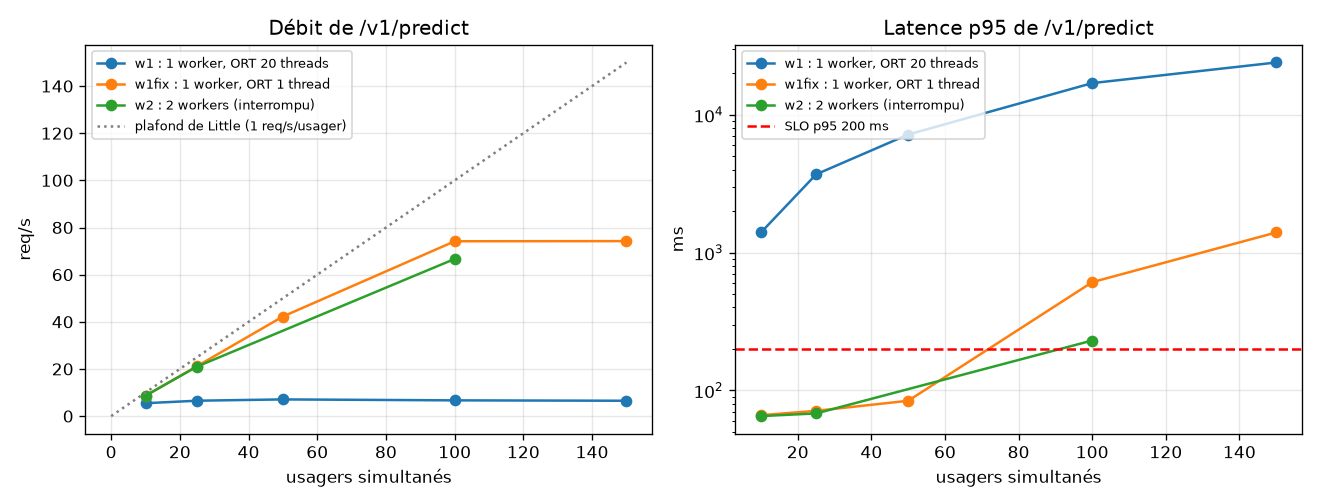 Débit de /v1/predict
w1 : 1 worker, ORT 20 threads
w1fix : 1 worker, ORT 1 thread
w2 : 2 workers (interrompu)
plafond de Little (1 req/s/usager)
req/s
140
120
100
80
60
40
20
0
0 20 40 60 80 100 120 140
usagers simultanés
Latence p95 de /v1/predict
w1 : 1 worker, ORT 20 threads
w1fix : 1 worker, ORT 1 thread
w2 : 2 workers (interrompu)
SLO p95 200 ms
ms
10⁴
10³
10²
20 40 60 80 100 120 140
usagers simultanés